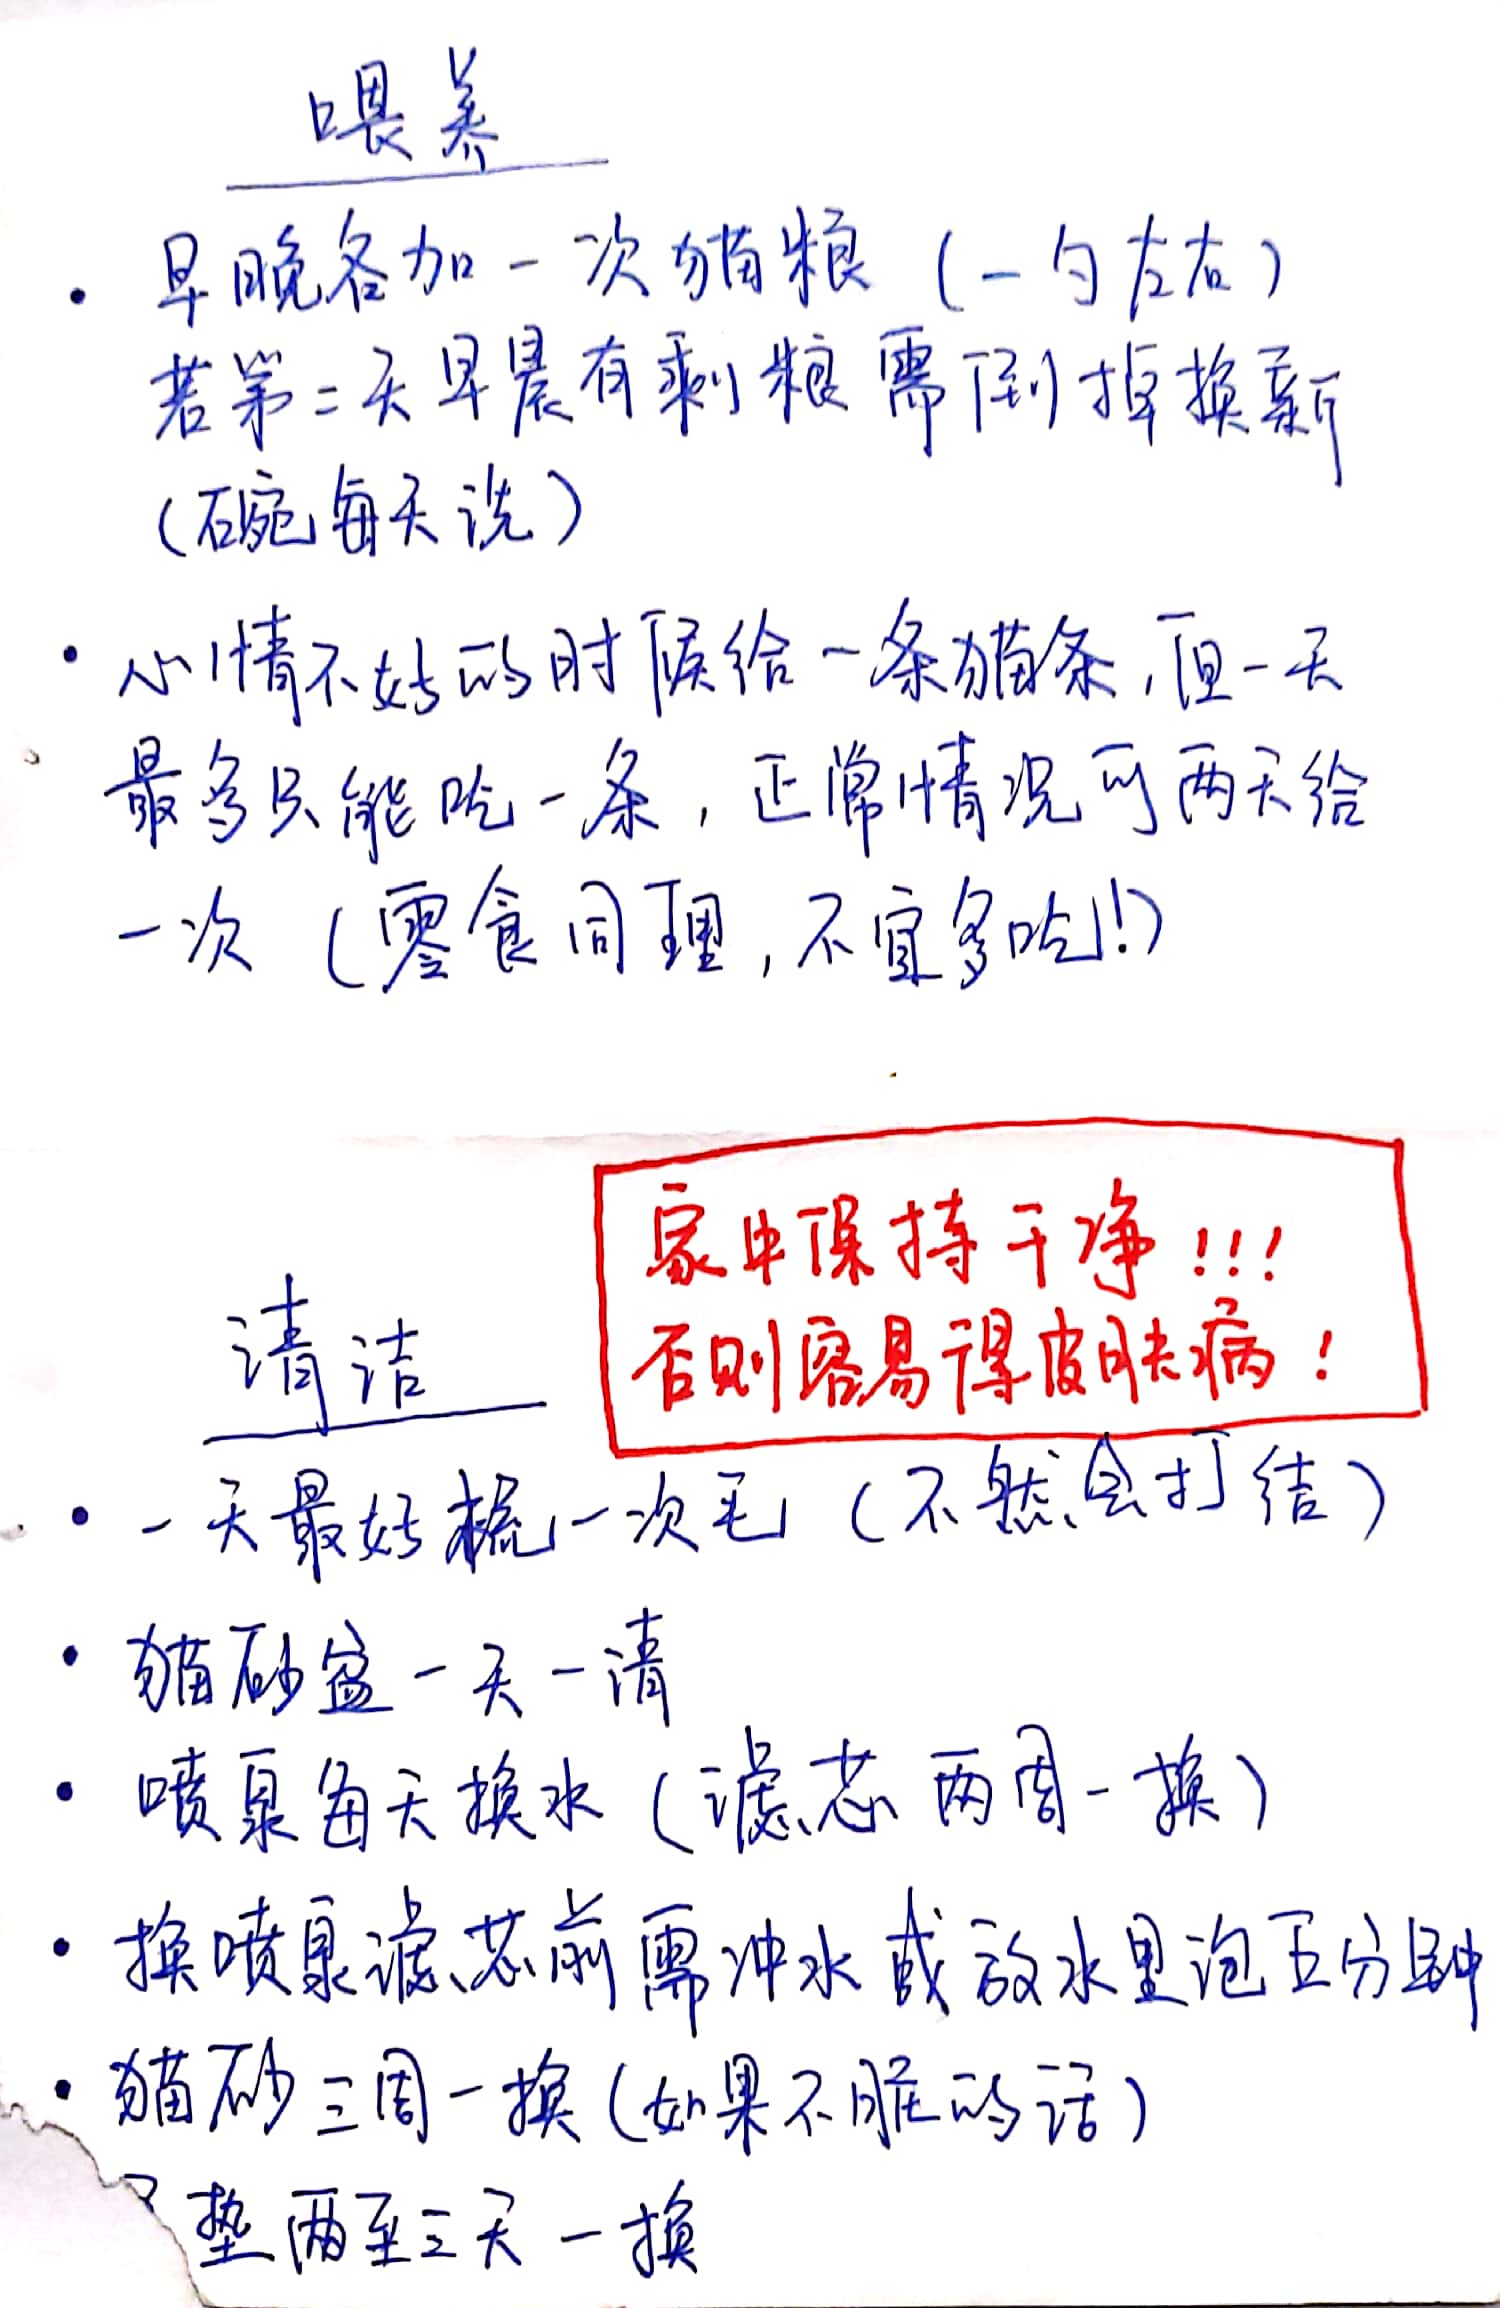 喂养
· 早晚各加一次猫粮（一勺左右）
若第二天早晨有剩粮需倒掉换新
（碗每天洗）
· 心情不好的时候给一条猫条，但一天
最多只能吃一条，正常情况可两天给
一次（零食同理，不宜多吃！）
家中保持干净！！！
否则容易得皮肤病！
清洁
· 一天最好梳一次毛（不然会打结）
· 猫砂盆一天一清
· 喷泉每天换水（滤芯两周一换）
· 换喷泉滤芯前需冲水或放水里泡五分钟
· 猫砂三周一换（如果不脏的话）
垫两至三天一换